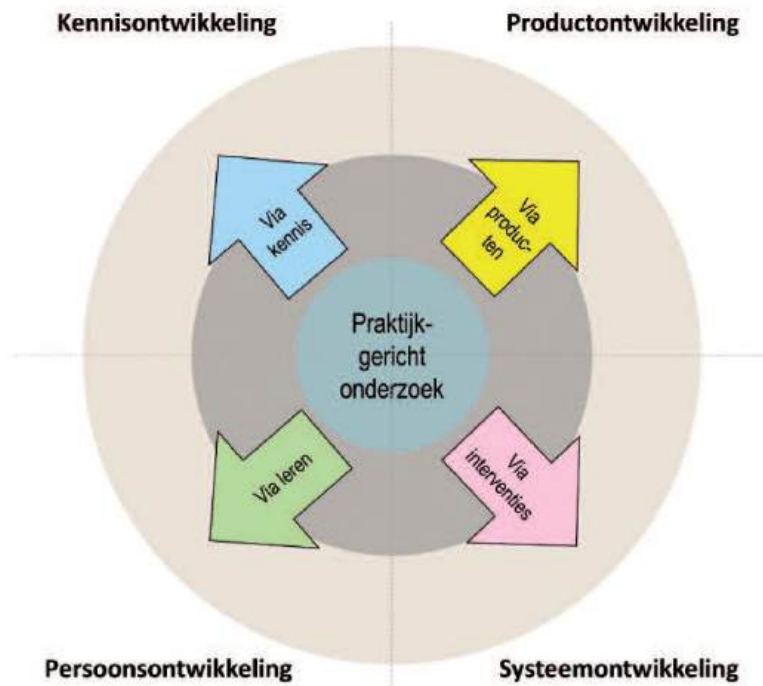 Kennisontwikkeling
Productontwikkeling
Via
kennis
Via
produc-
ten
Praktijk-
gericht
onderzoek
Via leren
Via
interventies
Persoonsontwikkeling
Systeemontwikkeling